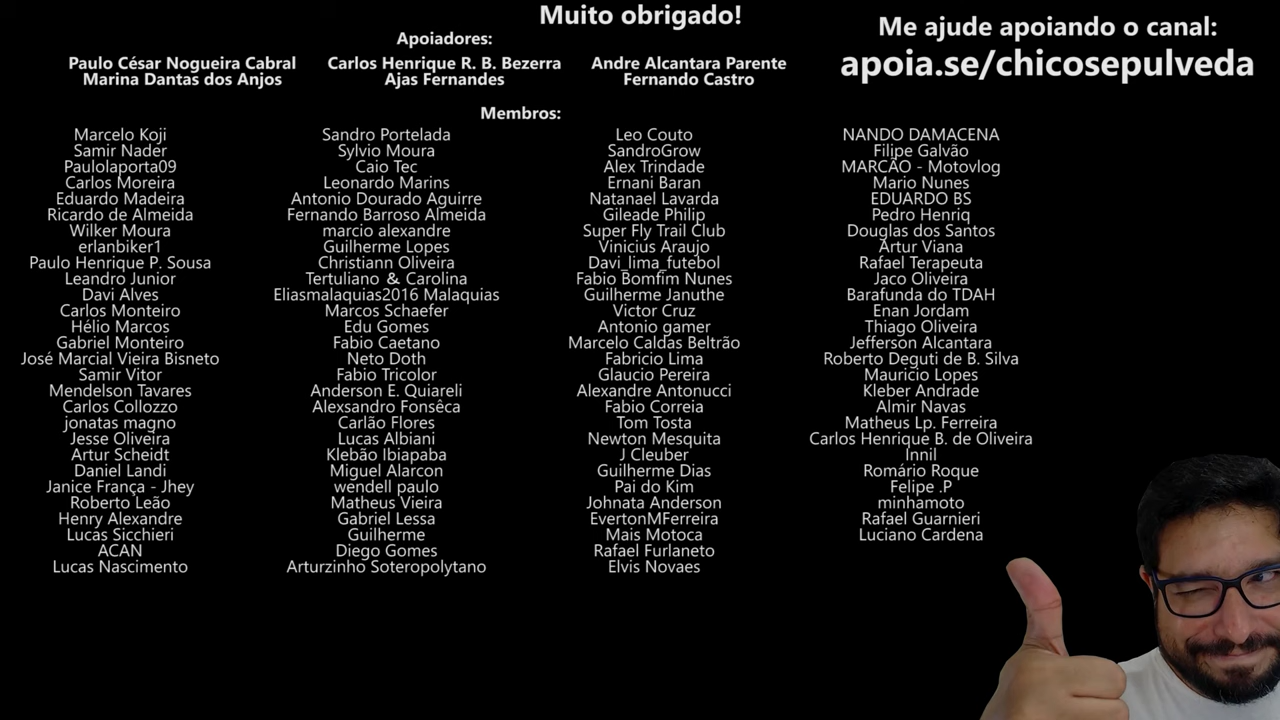 Muito obrigado!
Apoiadores:
Paulo César Nogueira Cabral
Marina Dantas dos Anjos
Carlos Henrique R. B. Bezerra
Ajas Fernandes
Andre Alcantara Parente
Fernando Castro
Me ajude apoiando o canal:
apoia.se/chicosepulveda
Membros:
Marcelo Koji
Samir Nader
Paulolaporta09
Carlos Moreira
Eduardo Madeira
Ricardo de Almeida
Wilker Moura
erlanbiker1
Paulo Henrique P. Sousa
Leandro Junior
Davi Alves
Carlos Monteiro
Hélio Marcos
Gabriel Monteiro
José Marcial Vieira Bisneto
Samir Vitor
Mendelson Tavares
Carlos Collozzo
jonatas magno
Jesse Oliveira
Artur Scheidt
Daniel Landi
Janice França - Jhey
Roberto Leão
Henry Alexandre
Lucas Sicchieri
ACAN
Lucas Nascimento
Sandro Portelada
Sylvio Moura
Caio Tec
Leonardo Marins
Antonio Dourado Aguirre
Fernando Barroso Almeida
marcio alexandre
Guilherme Lopes
Christiann Oliveira
Tertuliano & Carolina
Eliasmalaquias2016 Malaquias
Marcos Schaefer
Edu Gomes
Fabio Caetano
Neto Doth
Fabio Tricolor
Anderson E. Quiareli
Alexsandro Fonsêca
Carlão Flores
Lucas Albiani
Klebão Ibiapaba
Miguel Alarcon
wendell paulo
Matheus Vieira
Gabriel Lessa
Guilherme
Diego Gomes
Arturzinho Soteropolytano
Leo Couto
SandroGrow
Alex Trindade
Ernani Baran
Natanael Lavarda
Gileade Philip
Super Fly Trail Club
Vinicius Araujo
Davi_lima_futebol
Fabio Bomfim Nunes
Guilherme Januthe
Victor Cruz
Antonio gamer
Marcelo Caldas Beltrão
Fabricio Lima
Glaucio Pereira
Alexandre Antonucci
Fabio Correia
Tom Tosta
Newton Mesquita
J Cleuber
Guilherme Dias
Pai do Kim
Johnata Anderson
EvertonMFerreira
Mais Motoca
Rafael Furlaneto
Elvis Novaes
NANDO DAMACENA
Filipe Galvão
MARCÃO - Motovlog
Mario Nunes
EDUARDO BS
Pedro Henriq
Douglas dos Santos
Artur Viana
Rafael Terapeuta
Jaco Oliveira
Barafunda do TDAH
Enan Jordam
Thiago Oliveira
Jefferson Alcantara
Roberto Deguti de B. Silva
Mauricio Lopes
Kleber Andrade
Almir Navas
Matheus Lp. Ferreira
Carlos Henrique B. de Oliveira
Innil
Romário Roque
Felipe .P
minhamoto
Rafael Guarnieri
Luciano Cardena